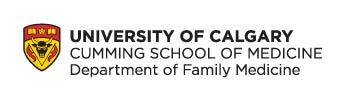 UNIVERSITY OF CALGARY
CUMMING SCHOOL OF MEDICINE
Department of Family Medicine